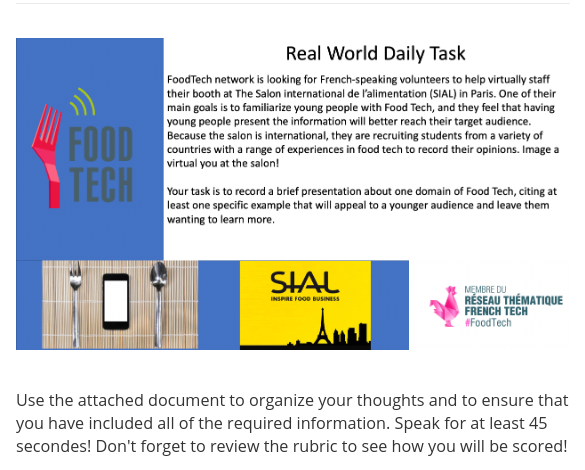 Real World Daily Task
FoodTech network is looking for French-speaking volunteers to help virtually staff
their booth at The Salon international de l'alimentation (SIAL) in Paris. One of their
main goals is to familiarize young people with Food Tech, and they feel that having
young people present the information will better reach their target audience.
Because the salon is international, they are recruiting students from a variety of
countries with a range of experiences in food tech to record their opinions. Image a
virtual you at the salon!
Your task is to record a brief presentation about one domain of Food Tech, citing at
least one specific example that will appeal to a younger audience and leave them
wanting to learn more.
FOOD
TECH
SIAL
INSPIRE FOOD BUSINESS
MEMBRE DU
RÉSEAU THÉMATIQUE
FRENCH TECH
#FoodTech
Use the attached document to organize your thoughts and to ensure that
you have included all of the required information. Speak for at least 45
secondes! Don't forget to review the rubric to see how you will be scored!